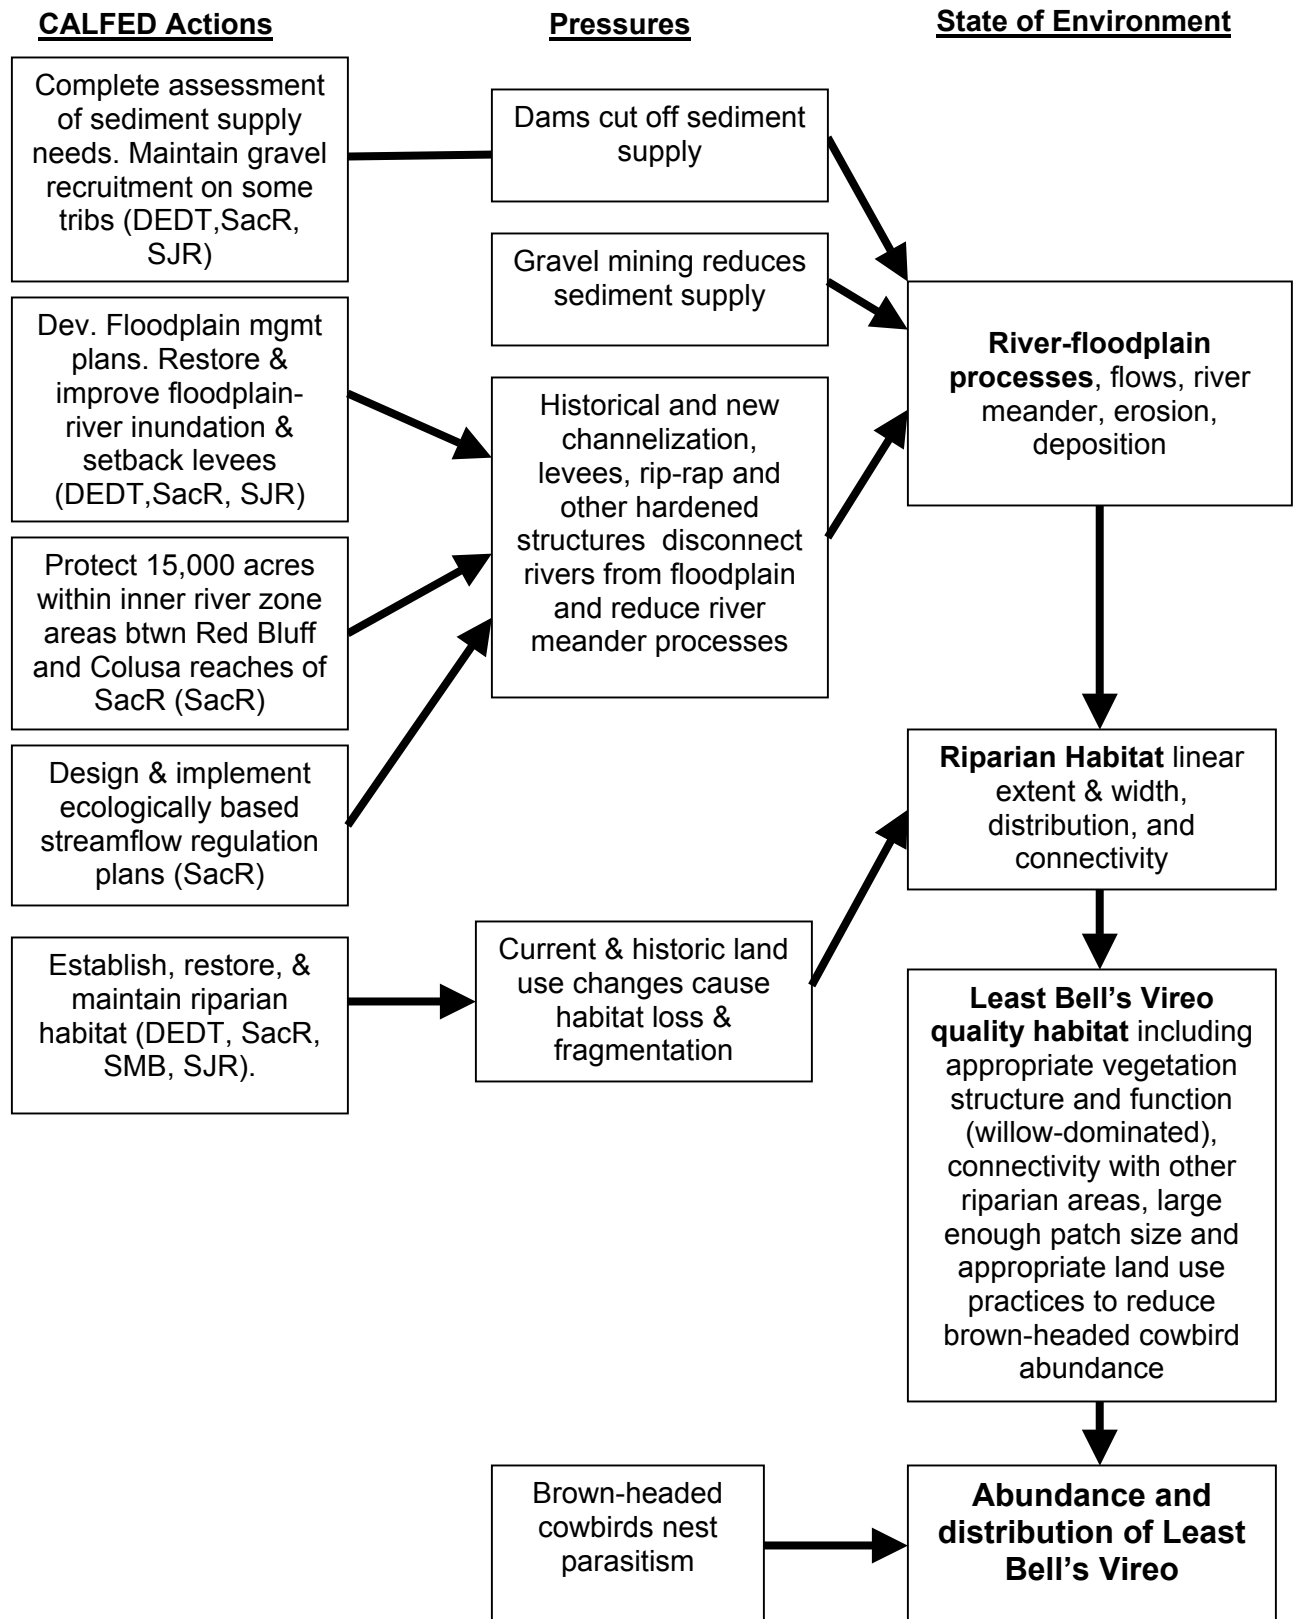 CALFED Actions
Pressures
State of Environment
Complete assessment
of sediment supply
needs. Maintain gravel
recruitment on some
tribs (DEDT,SacR,
SJR)
Dams cut off sediment
supply
Gravel mining reduces
sediment supply
River-floodplain
processes, flows, river
meander, erosion,
deposition
Dev. Floodplain mgmt
plans. Restore &
improve floodplain-
river inundation &
setback levees
(DEDT,SacR, SJR)
Historical and new
channelization,
levees, rip-rap and
other hardened
structures  disconnect
rivers from floodplain
and reduce river
meander processes
Protect 15,000 acres
within inner river zone
areas btwn Red Bluff
and Colusa reaches of
SacR (SacR)
Design & implement
ecologically based
streamflow regulation
plans (SacR)
Riparian Habitat linear
extent & width,
distribution, and
connectivity
Establish, restore, &
maintain riparian
habitat (DEDT, SacR,
SMB, SJR).
Current & historic land
use changes cause
habitat loss &
fragmentation
Least Bell’s Vireo
quality habitat including
appropriate vegetation
structure and function
(willow-dominated),
connectivity with other
riparian areas, large
enough patch size and
appropriate land use
practices to reduce
brown-headed cowbird
abundance
Brown-headed
cowbirds nest
parasitism
Abundance and
distribution of Least
Bell’s Vireo